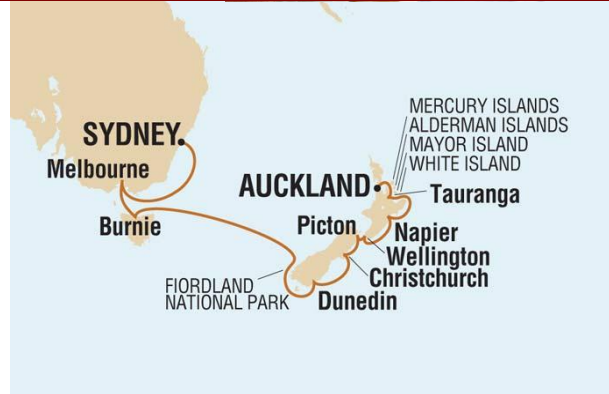 MERCURY ISLANDS
ALDERMAN ISLANDS
MAYOR ISLAND
WHITE ISLAND
SYDNEY
Melbourne
AUCKLAND
Tauranga
Burnie
Picton
Napier
Wellington
Christchurch
FIORDLAND
NATIONAL PARK
Dunedin